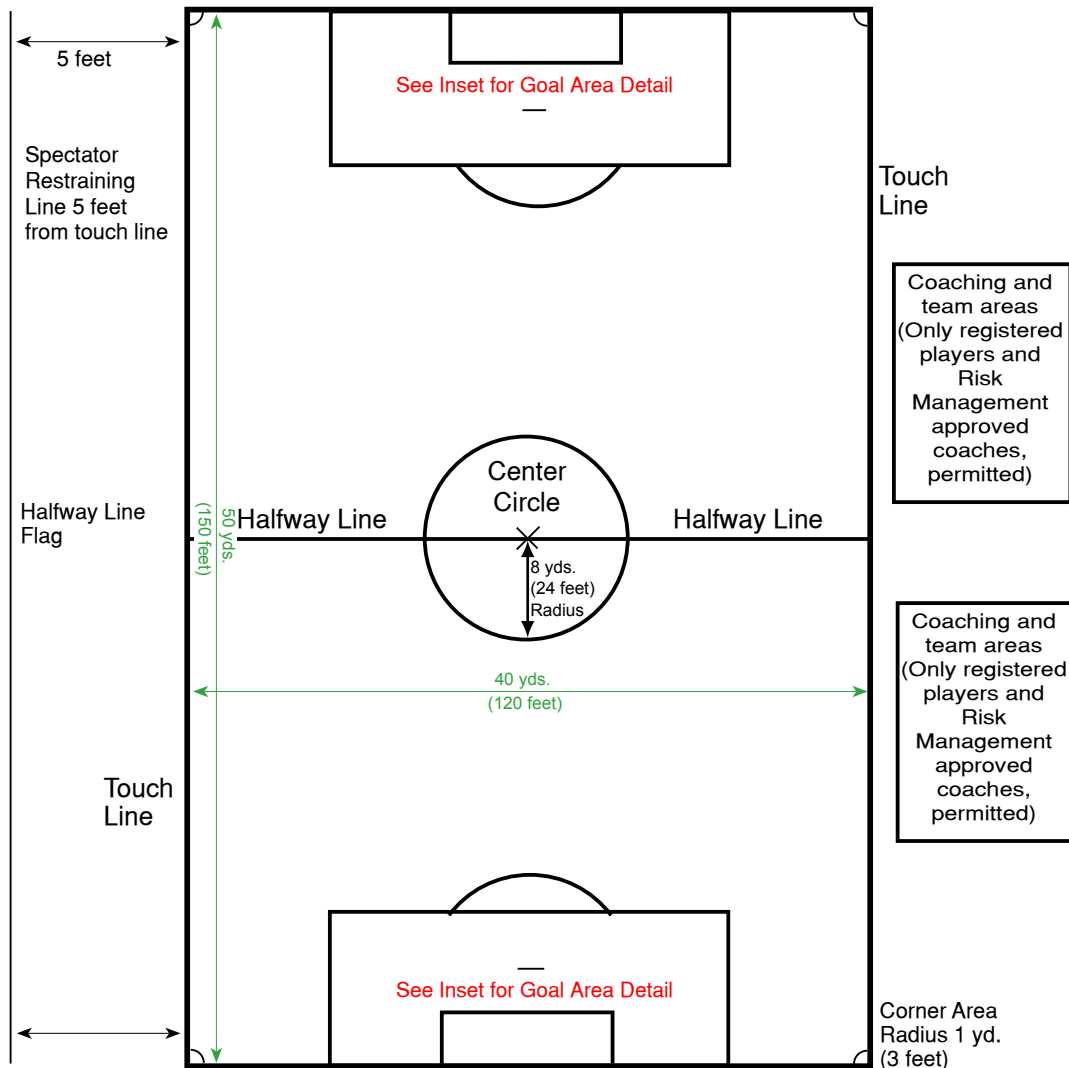 5 feet
See Inset for Goal Area Detail
Spectator
Restraining
Line 5 feet
from touch line
Touch
Line
Coaching and
team areas
(Only registered
players and
Risk
Management
approved
coaches,
permitted)
Center
Circle
Halfway Line
Flag
50 yds.
(150 feet)
Halfway Line
Halfway Line
8 yds.
(24 feet)
Radius
Coaching and
team areas
(Only registered
players and
Risk
Management
approved
coaches,
permitted)
40 yds.
(120 feet)
Touch
Line
See Inset for Goal Area Detail
Corner Area
Radius 1 yd.
(3 feet)